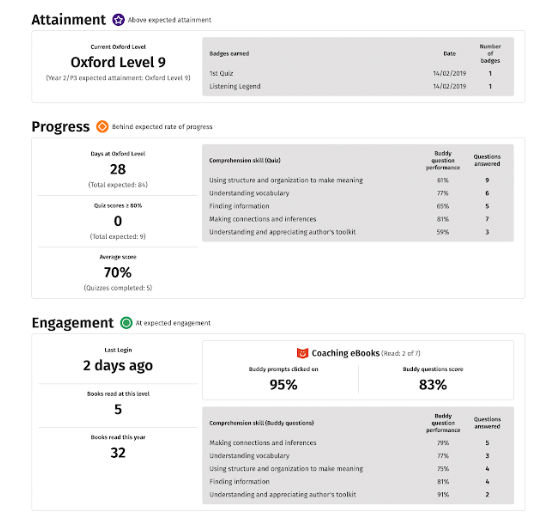 Attainment
Above expected attainment
Current Oxford Level
Oxford Level 9
(Year 2/P3 expected attainment: Oxford Level 9)
Badges earned
Date
Number
of
badges
1st Quiz 14/02/2019 1
Listening Legend 14/02/2019 1
Progress
Behind expected rate of progress
Days at Oxford Level
28
(Total expected: 84)
Quiz scores ≥ 80%
0
(Total expected: 9)
Average score
70%
(Quizzes completed: 5)
Comprehension skill (Quiz)
Buddy
question
performance
Questions
answered
Using structure and organization to make meaning 61% 9
Understanding vocabulary 77% 6
Finding information 65% 5
Making connections and inferences 81% 7
Understanding and appreciating author's toolkit 59% 3
Engagement
At expected engagement
Last Login
2 days ago
Books read at this level
5
Books read this year
32
Coaching eBooks (Read: 2 of 7)
Buddy prompts clicked on
95%
Buddy questions score
83%
Comprehension skill (Buddy questions)
Buddy
question
performance
Questions
answered
Making connections and inferences 79% 5
Understanding vocabulary 77% 3
Using structure and organization to make meaning 75% 4
Finding information 81% 4
Understanding and appreciating author's toolkit 91% 2